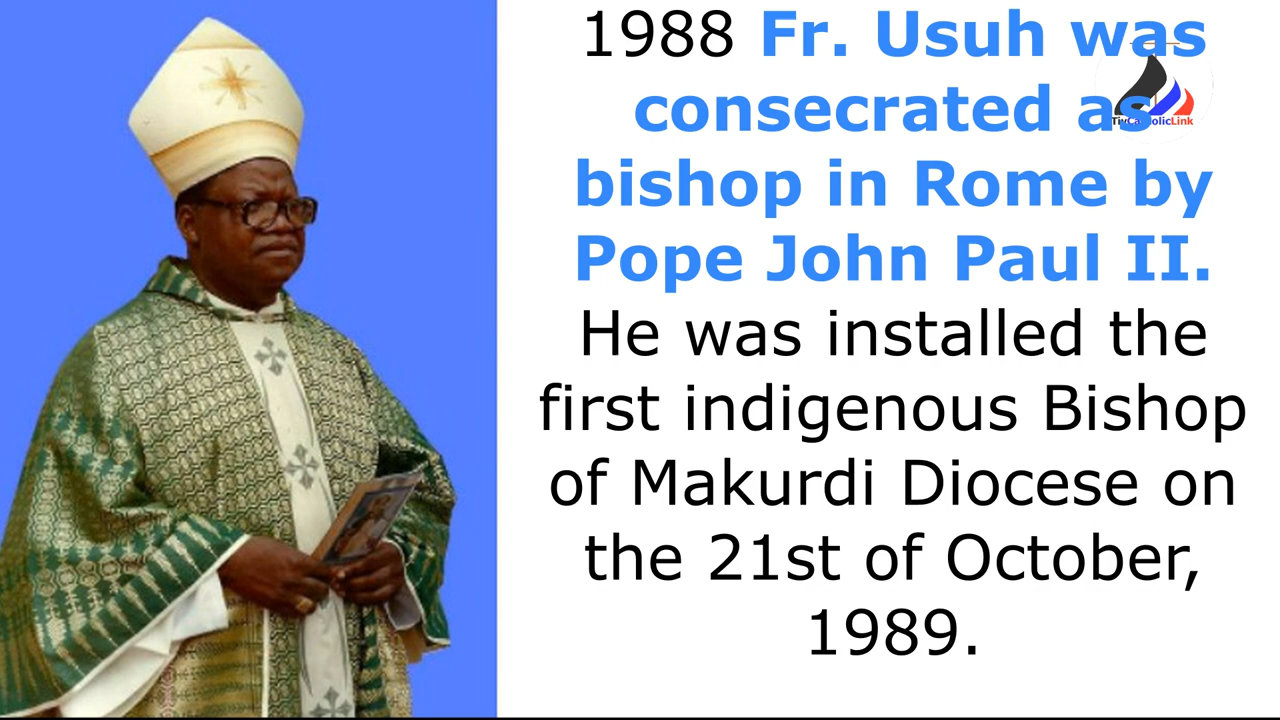 1988 Fr. Usuh was
consecrated as
bishop in Rome by
Pope John Paul II.
He was installed the
first indigenous Bishop
of Makurdi Diocese on
the 21st of October,
1989.
TivCatholicLink